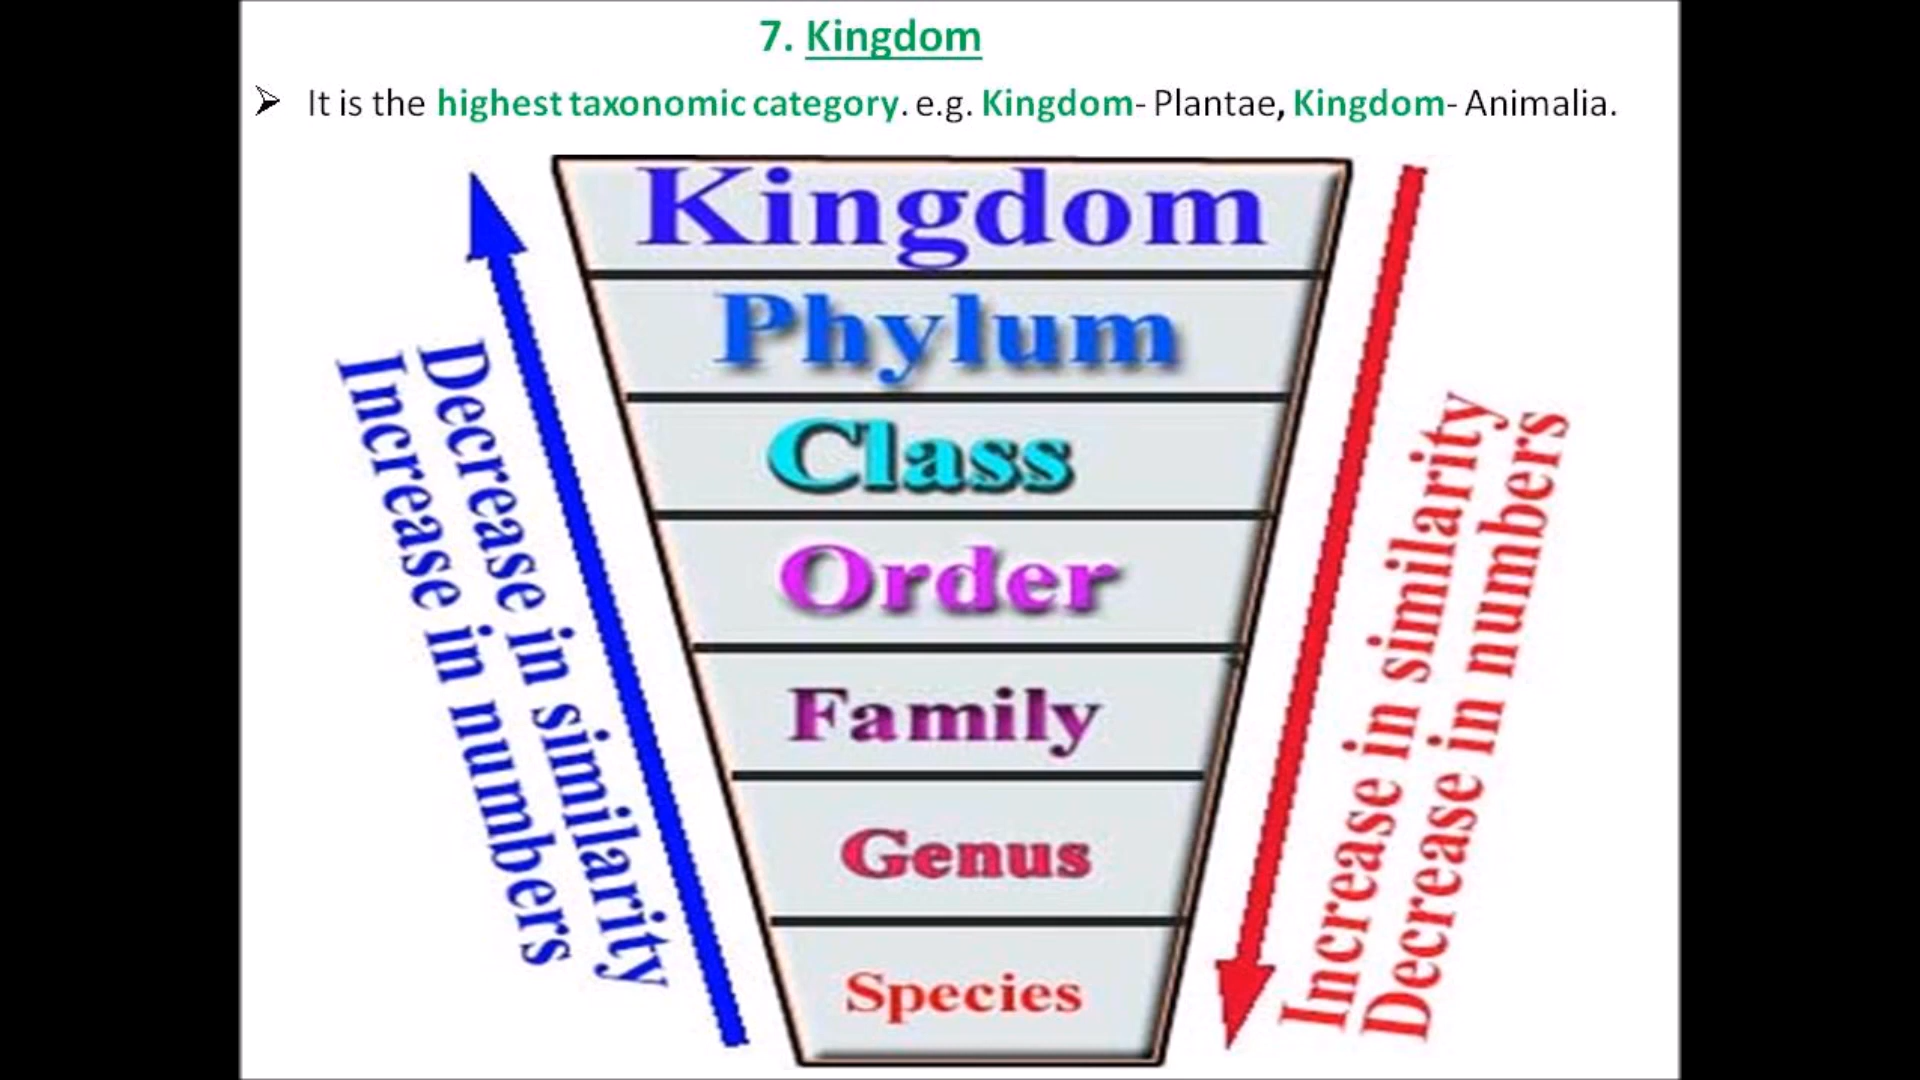 7. Kingdom
➢ It is the highest taxonomic category. e.g. Kingdom- Plantae, Kingdom- Animalia.
Kingdom
Phylum
Class
Order
Family
Genus
Species
Decrease in similarity
Increase in numbers
Increase in similarity
Decrease in numbers